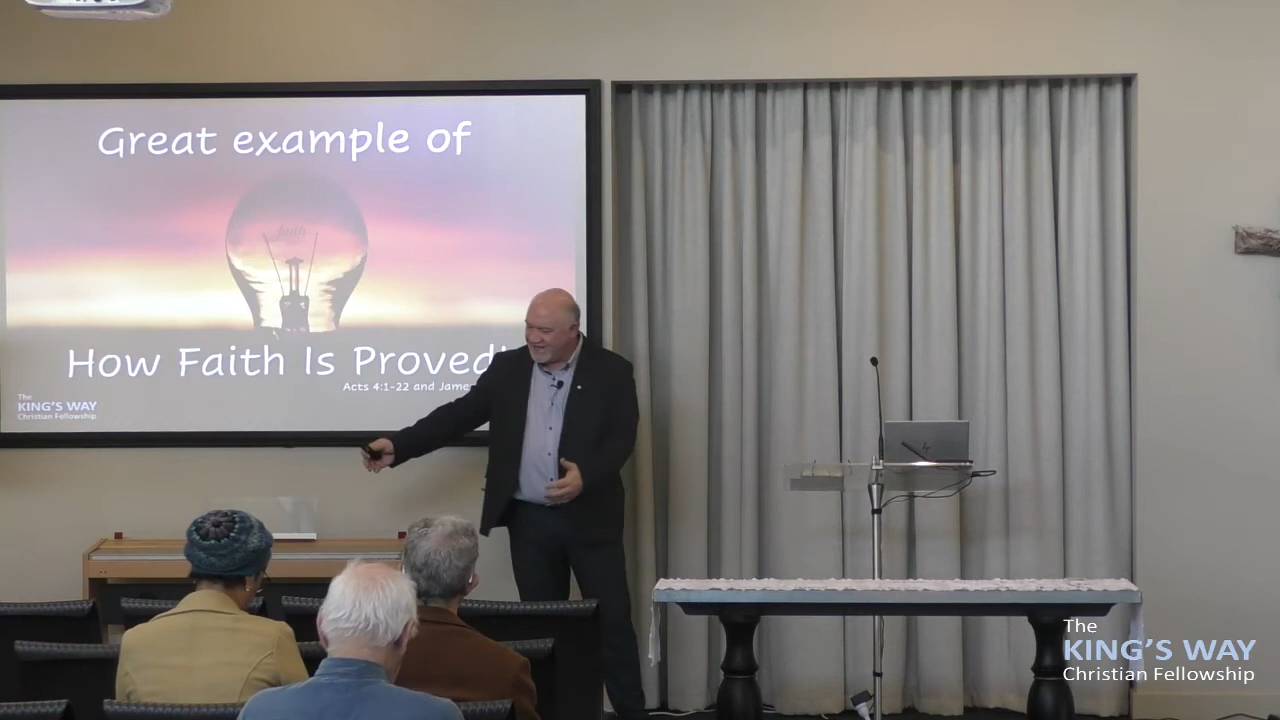 Great example of
faith
How Faith Is Proved!
Acts 4:1-22 and Jame
The
KING'S WAY
Christian Fellowship
The
KING'S WAY
Christian Fellowship